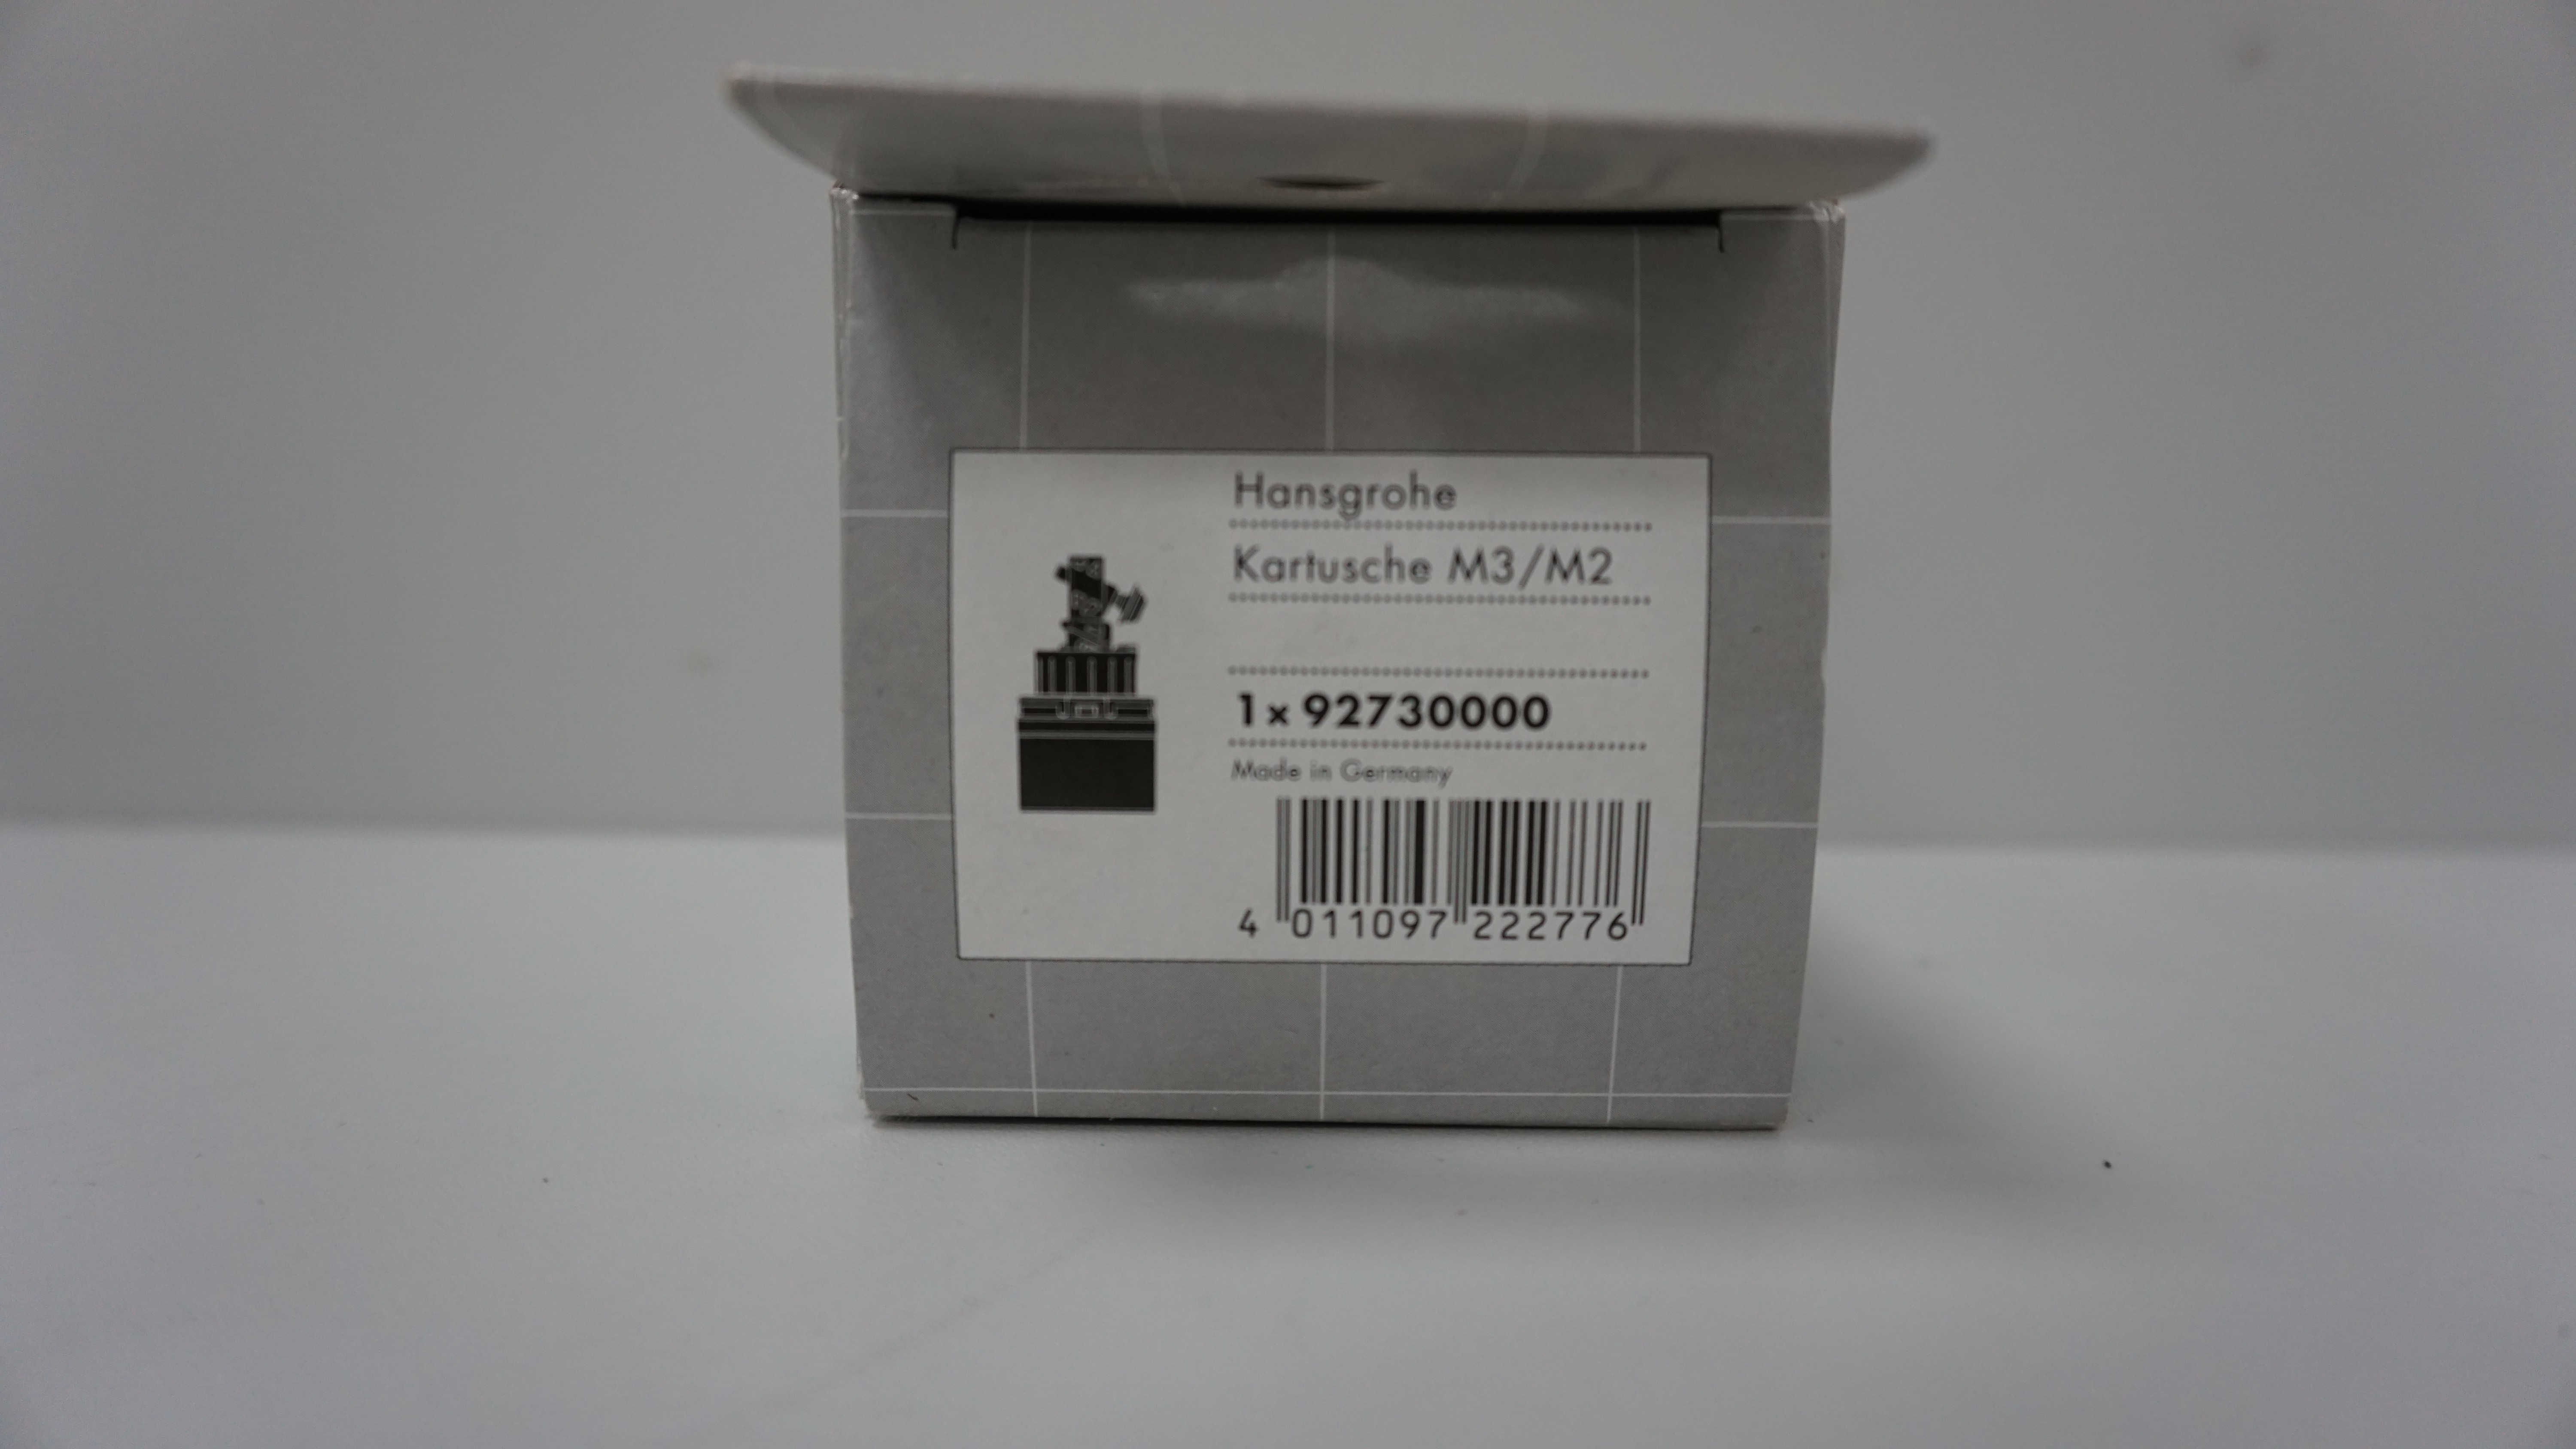 Hansgrohe
Kartusche M3/M2
1 x 92730000
Made in Germany
4 011097 222776